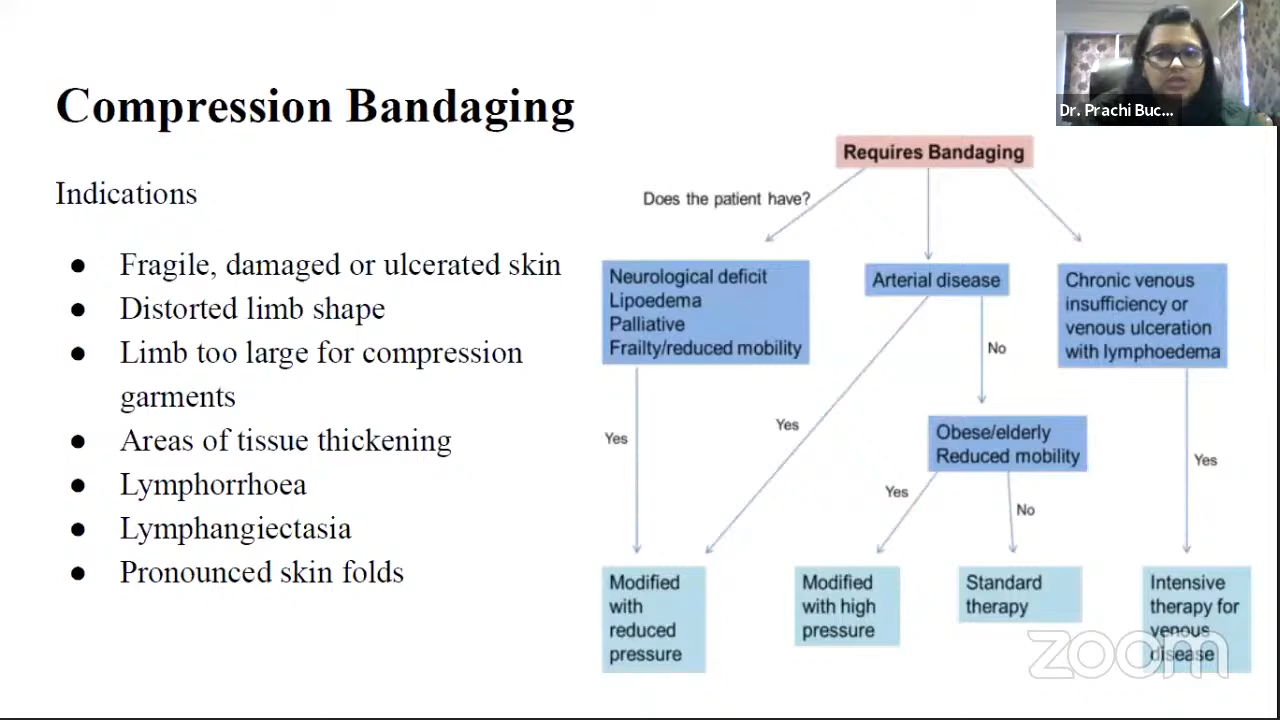 Dr. Prachi Buc...
Compression Bandaging
Indications
● Fragile, damaged or ulcerated skin
● Distorted limb shape
● Limb too large for compression
garments
● Areas of tissue thickening
● Lymphorrhoea
● Lymphangiectasia
● Pronounced skin folds
Requires Bandaging
Does the patient have?
Neurological deficit
Lipoedema
Palliative
Frailty/reduced mobility
Arterial disease
Chronic venous
insufficiency or
venous ulceration
with lymphoedema
No
Yes
Yes
Obese/elderly
Reduced mobility
Yes
Yes
No
Modified
with
reduced
pressure
Modified
with high
pressure
Standard
therapy
Intensive
therapy for
venous
disease
zoom